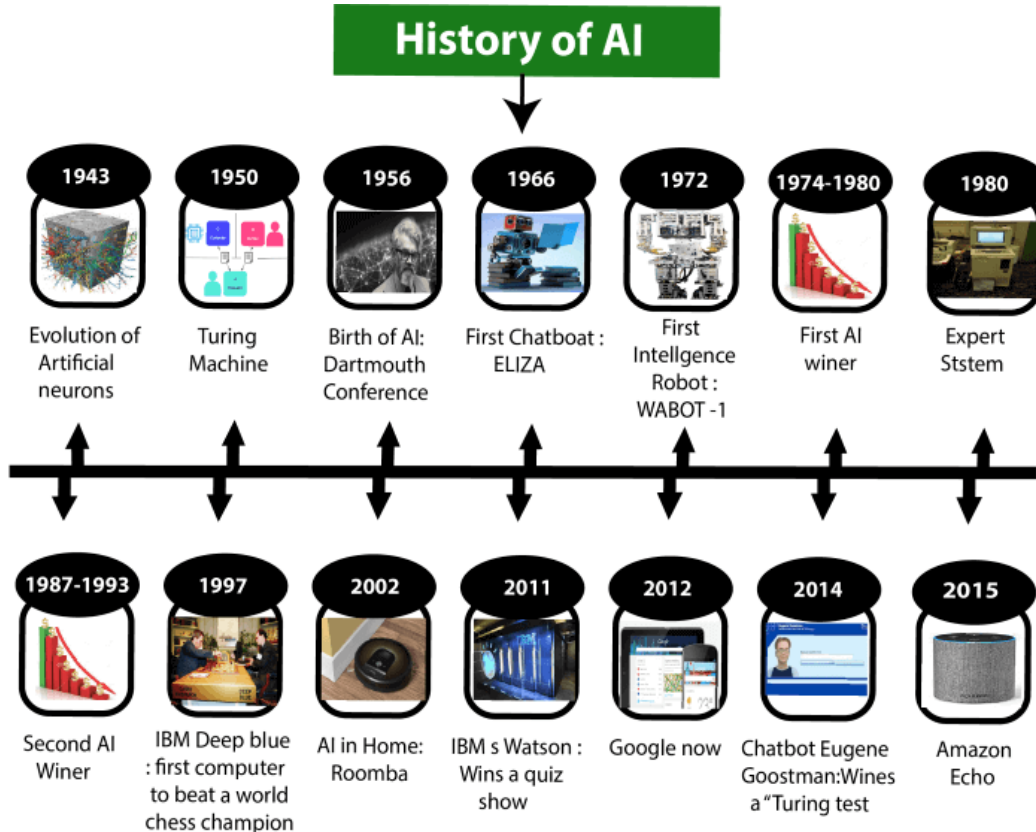 History of AI
1943
1950
1956
1966
1972
1974-1980
1980
Evolution of
Artificial
neurons
Turing
Machine
Birth of AI:
Dartmouth
Conference
First Chatboat :
ELIZA
First
Intellgence
Robot :
WABOT -1
First AI
winer
Expert
Ststem
1987-1993
1997
2002
2011
2012
2014
2015
IBM
Second AI
Winer
IBM Deep blue
: first computer
to beat a world
chess champion
AI in Home:
Roomba
IBM s Watson :
Wins a quiz
show
Google now
Chatbot Eugene
Goostman:Wines
a "Turing test
Amazon
Echo